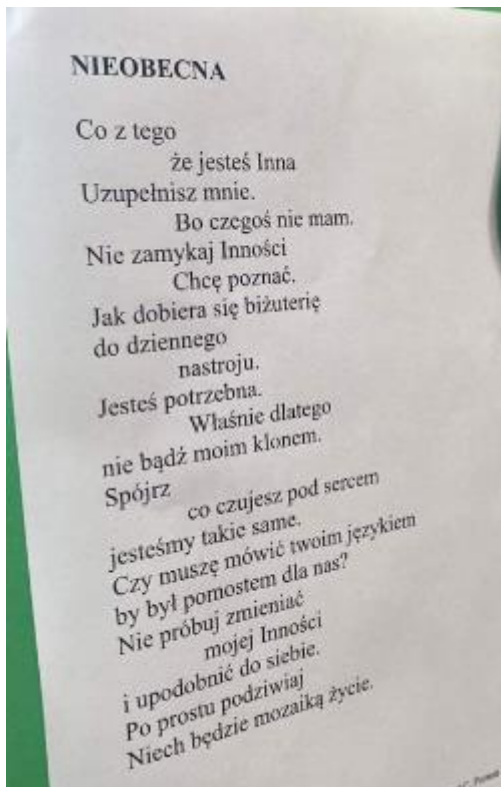 NIEOBECNA
Co z tego
że jesteś Inna
Uzupełnisz mnie.
Bo czegoś nie mam.
Nie zamykaj Inności
Chcę poznać.
Jak dobiera się biżuterię
do dziennego
nastroju.
Jesteś potrzebna.
Właśnie dlatego
nie bądź moim klonem.
Spójrz
co czujesz pod sercem
jesteśmy takie same.
Czy muszę mówić twoim językiem
by był pomostem dla nas?
Nie próbuj zmieniać
mojej Inności
i upodobnić do siebie.
Po prostu podziwiaj
Niech będzie mozaiką życie.